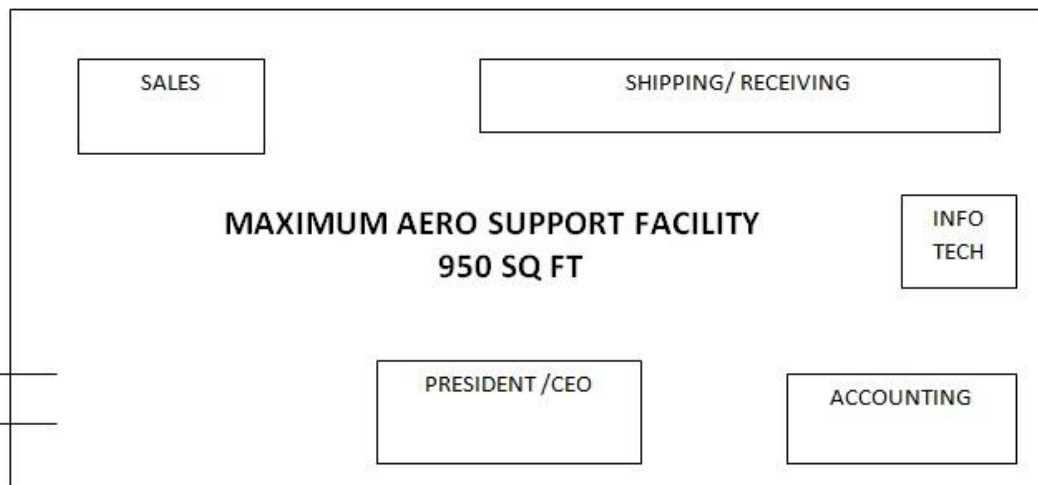 SALES
SHIPPING/ RECEIVING
MAXIMUM AERO SUPPORT FACILITY
950 SQ FT
INFO
TECH
PRESIDENT /CEO
ACCOUNTING